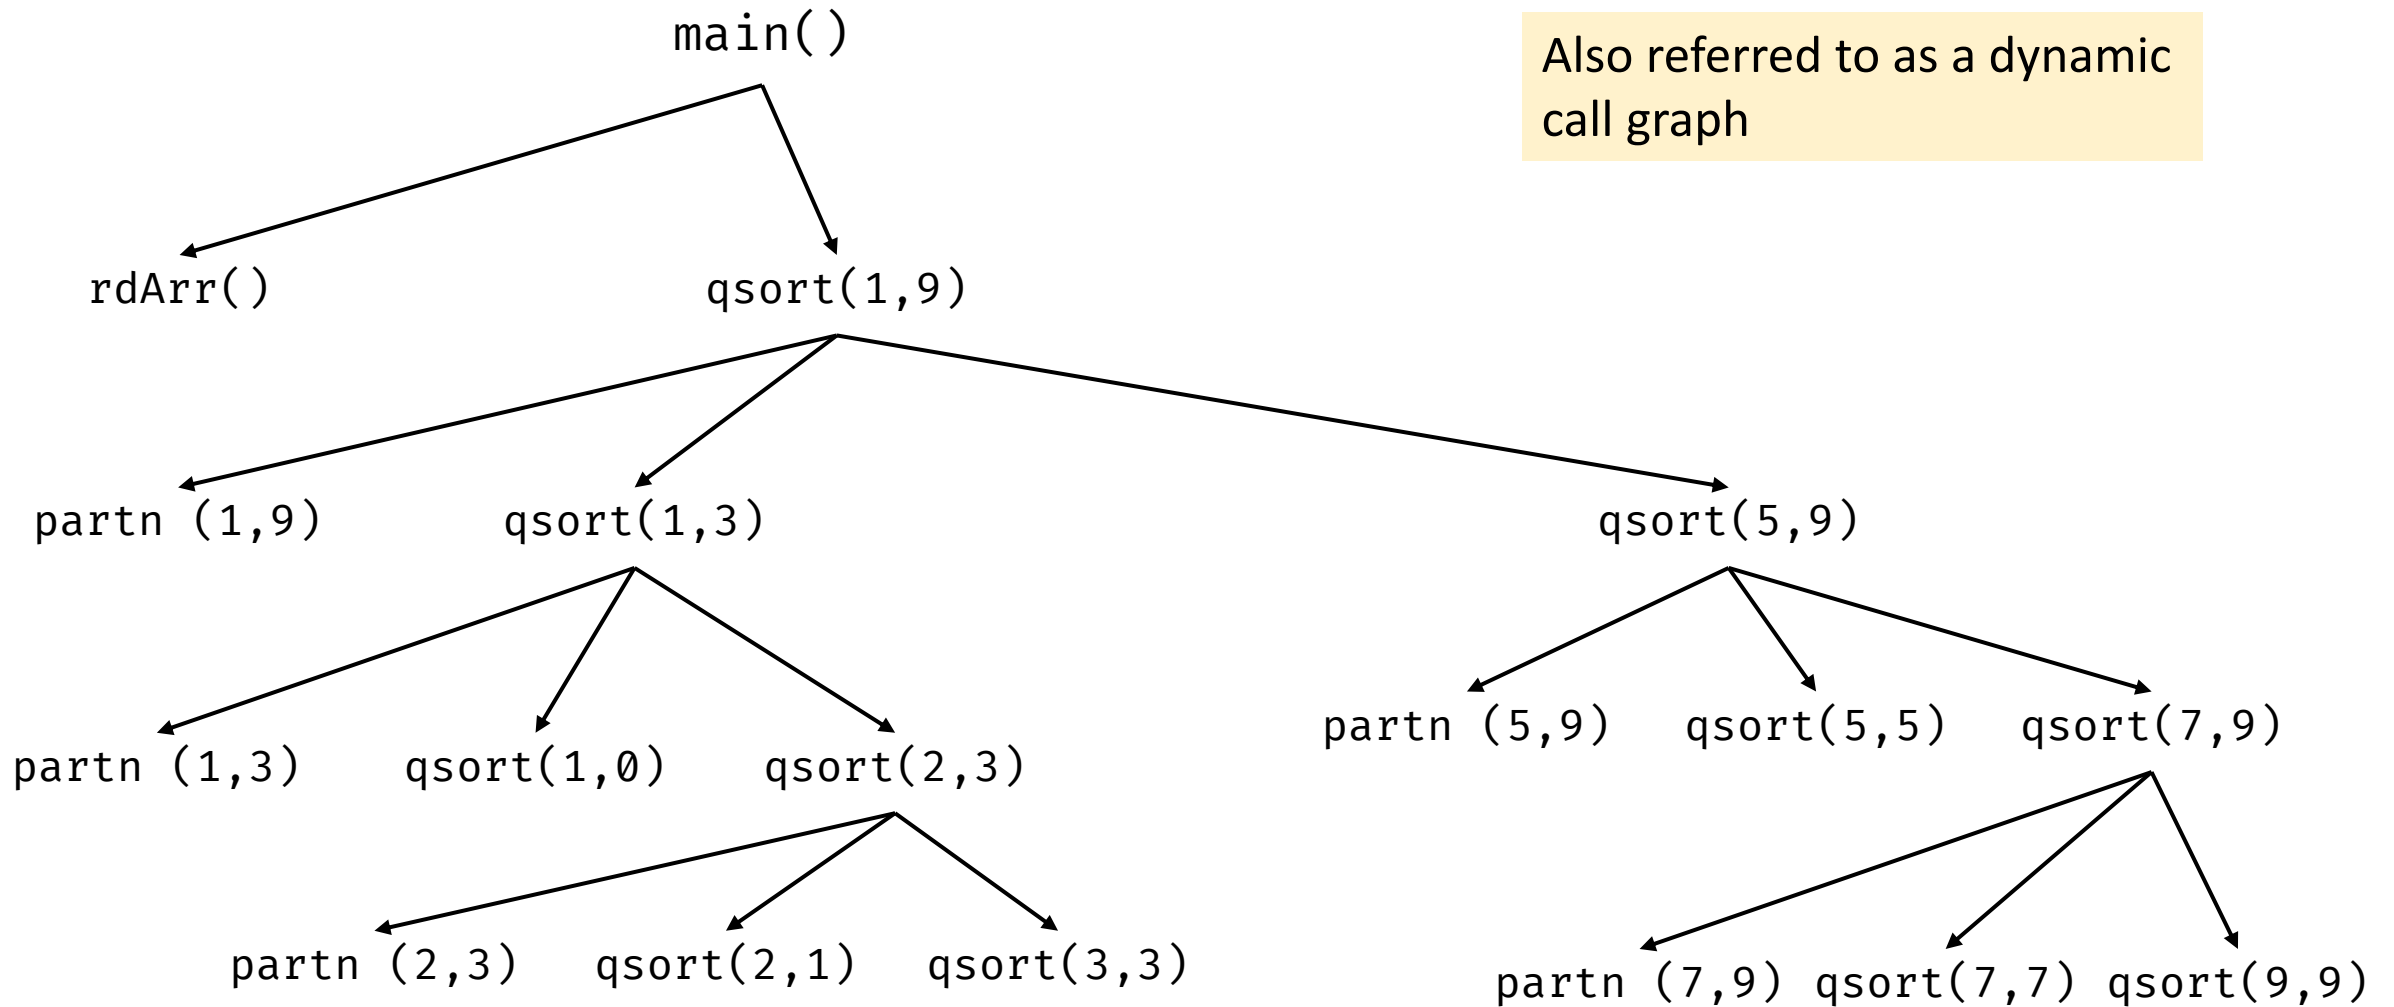 main()
Also referred to as a dynamic
call graph
rdArr()
qsort(1,9)
partn (1,9)
qsort(1,3)
qsort(5,9)
partn (1,3)
qsort(1,0)
qsort(2,3)
partn (5,9)
qsort(5,5)
qsort(7,9)
partn (2,3)
qsort(2,1)
qsort(3,3)
partn (7,9)
qsort(7,7)
qsort(9,9)